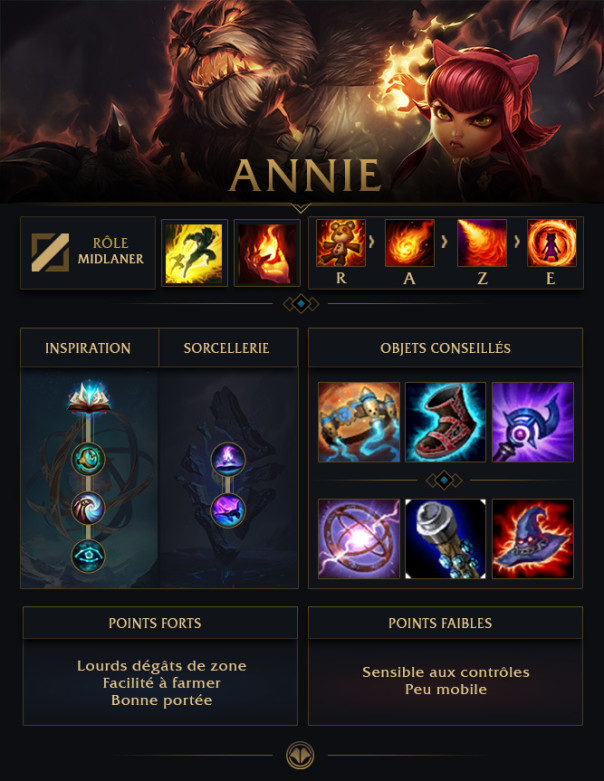 ANNIE
RÔLE
MIDLANER
R
A
Z
E
INSPIRATION
SORCELLERIE
OBJETS CONSEILLÉS
POINTS FORTS
Lourds dégâts de zone
Facilité à farmer
Bonne portée
POINTS FAIBLES
Sensible aux contrôles
Peu mobile